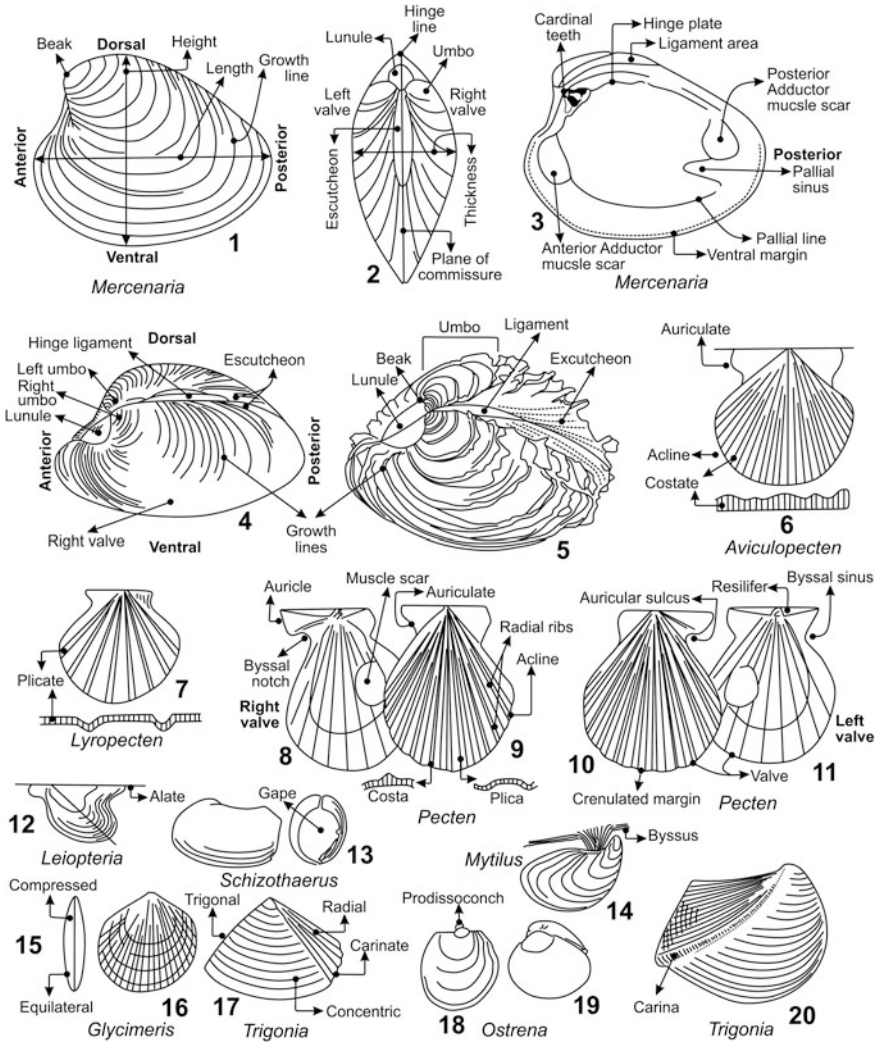 Beak
Dorsal
Height
Length
Growth
line
Anterior
Posterior
Ventral
1
Mercenaria
Hinge
line
Lunule
Umbo
Left
valve
Right
valve
Escutcheon
Thickness
Plane of
commissure
2
Cardinal
teeth
Hinge plate
Ligament area
Posterior
Adductor
mucsle scar
Posterior
Pallial
sinus
3
Anterior Adductor
mucsle scar
Pallial line
Ventral margin
Mercenaria
Hinge ligament
Dorsal
Left umbo
Right
umbo
Lunule
Escutcheon
Anterior
Posterior
Right valve
Ventral
4
Growth
lines
Umbo
Ligament
Beak
Lunule
Excutcheon
5
Auriculate
Acline
Costate
6
Aviculopecten
Plicate
7
Lyropecten
Auricle
Muscle scar
Auriculate
Byssal
notch
Radial ribs
Acline
Right
valve
8
9
Costa
Plica
Pecten
Auricular sulcus
Resilifer
Byssal sinus
Left
valve
10
11
Valve
Crenulated margin
Pecten
Alate
12
Leiopteria
Gape
13
Schizothaerus
Byssus
Mytilus
14
Compressed
15
Equilateral
16
Glycimeris
Trigonal
Radial
Carinate
17
Concentric
Trigonia
Prodissoconch
18
19
Ostrena
Carina
20
Trigonia